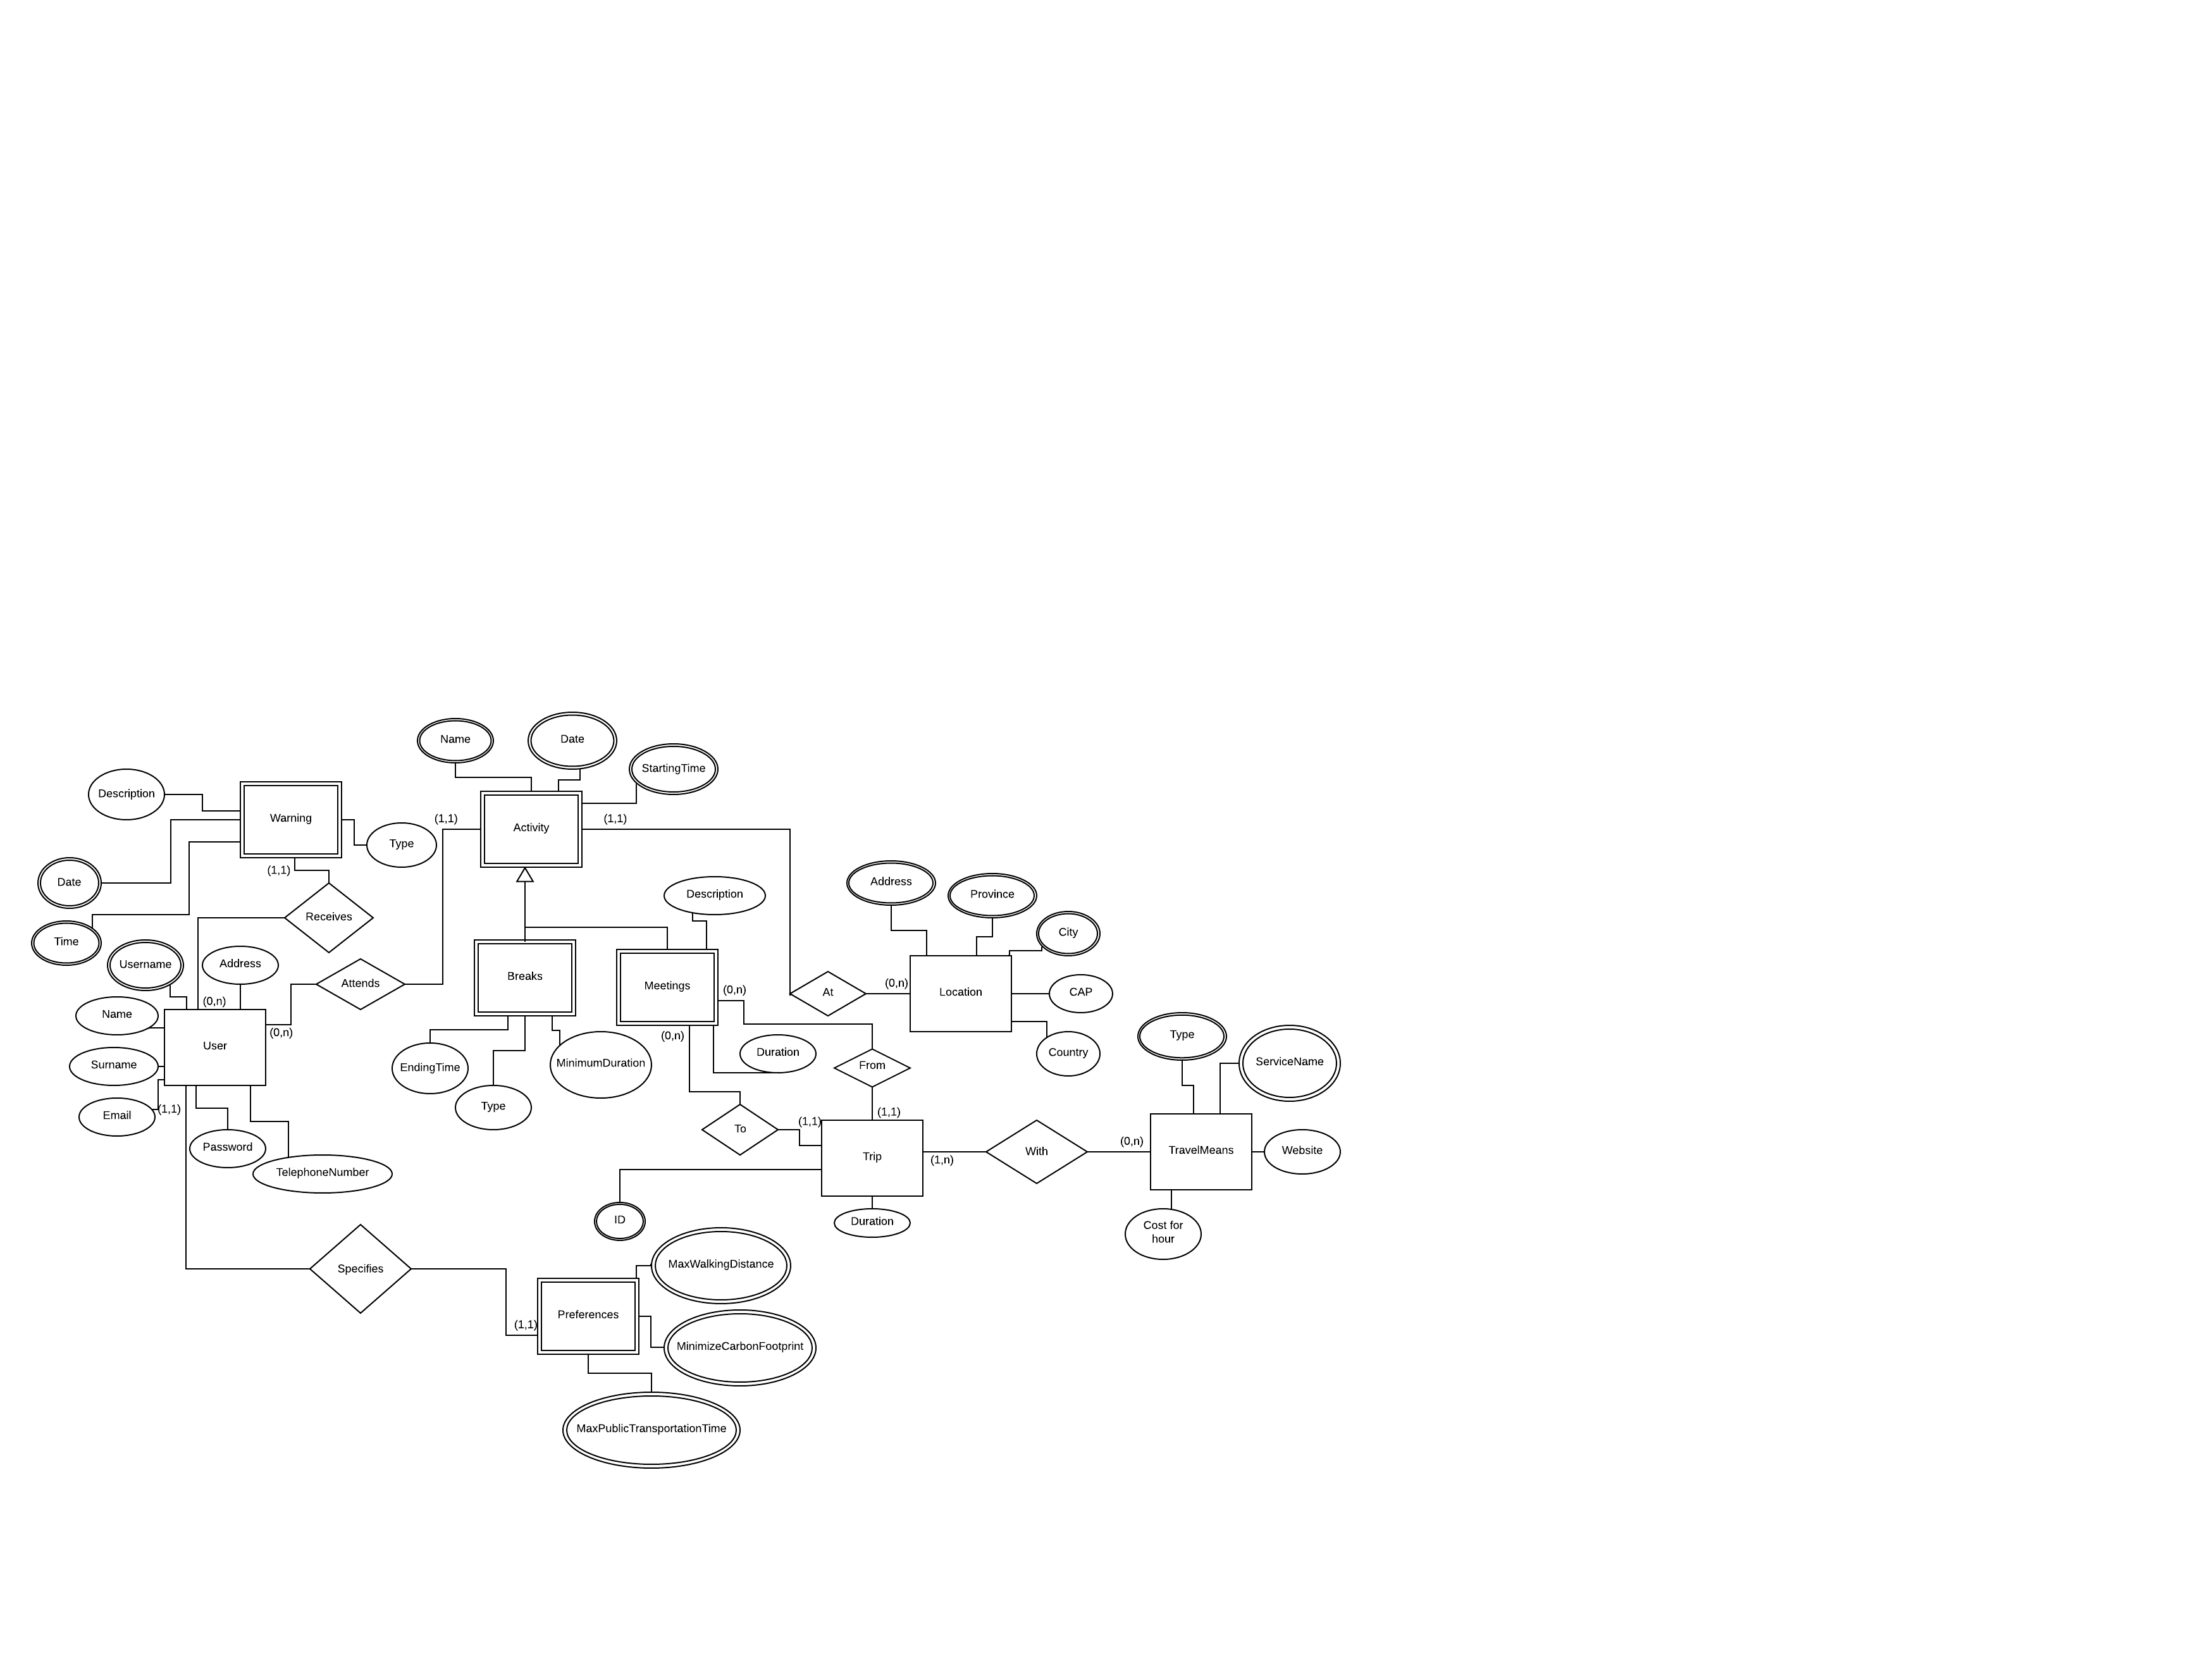 Name
Date
StartingTime
Description
Warning
Activity
(1,1)
(1,1)
Type
(1,1)
Date
Description
Address
Province
Receives
City
Time
Username
Address
Attends
Breaks
Meetings
(0,n)
At
(0,n)
Location
CAP
Name
(0,n)
(0,n)
User
(0,n)
Type
Surname
EndingTime
MinimumDuration
Duration
From
Country
ServiceName
Email
(1,1)
Type
(1,1)
(1,1)
To
Password
Trip
(1,n)
With
(0,n)
TravelMeans
Website
TelephoneNumber
ID
Duration
Cost for
hour
Specifies
MaxWalkingDistance
Preferences
(1,1)
MinimizeCarbonFootprint
MaxPublicTransportationTime